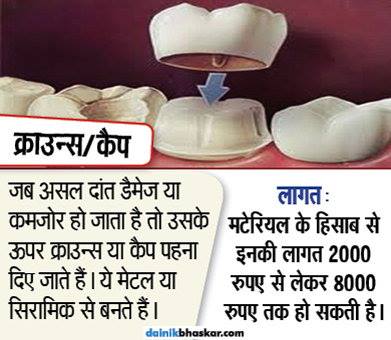 क्राउन्स/कैप
जब असल दांत डैमेज या
कमजोर हो जाता है तो उसके
ऊपर क्राउन्स या कैप पहना
दिए जाते हैं। ये मेटल या
सिरामिक से बनते हैं।
लागत :
मटेरियल के हिसाब से
इनकी लागत 2000
रुपए से लेकर 8000
रुपए तक हो सकती है।
dainikbhaskar.com